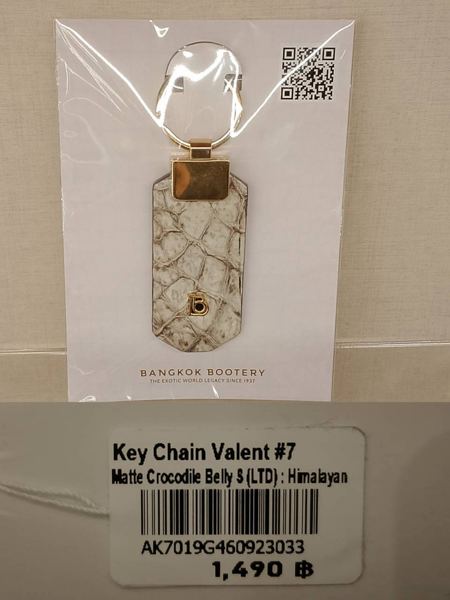 B
BANGKOK BOOTERY
THE EXOTIC WORLD LEGACY SINCE 1937
Key Chain Valent #7
Matte Crocodile Belly S (LTD) : Himalayan
AK7019G460923033
1,490 ฿